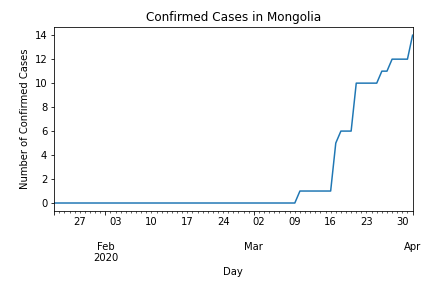 Confirmed Cases in Mongolia
Number of Confirmed Cases
14
12
10
8
6
4
2
0
27 03 10 17 24 02 09 16 23 30
Feb Mar Apr
2020
Day